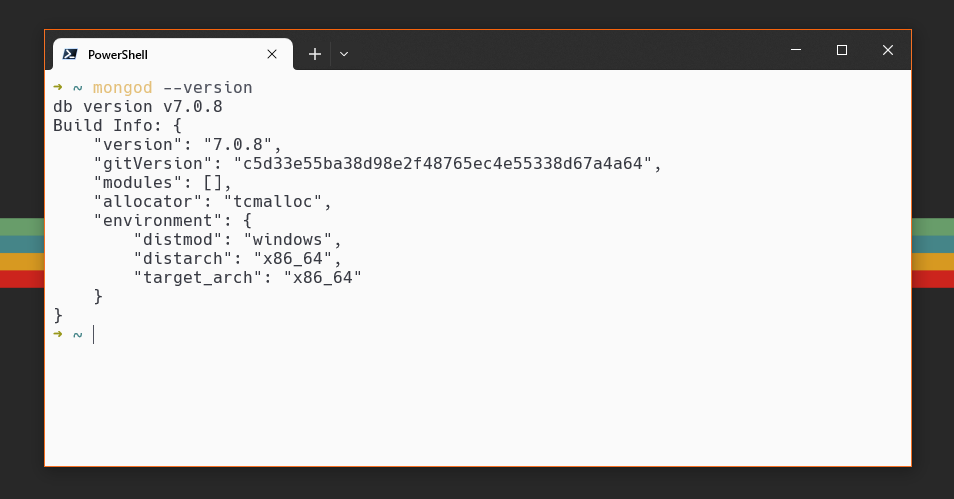 PowerShell
➜ ~ mongod --version
db version v7.0.8
Build Info: {
    "version": "7.0.8",
    "gitVersion": "c5d33e55ba38d98e2f48765ec4e55338d67a4a64",
    "modules": [],
    "allocator": "tcmalloc",
    "environment": {
        "distmod": "windows",
        "distarch": "x86_64",
        "target_arch": "x86_64"
    }
}
➜ ~